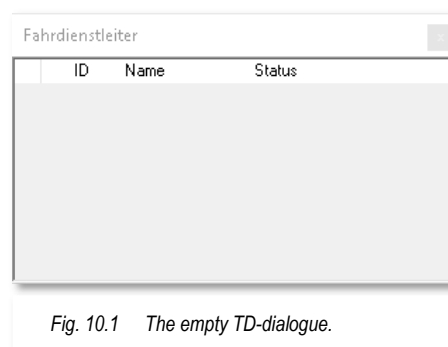 Fahrdienstleiter x
ID Name Status
Fig. 10.1 The empty TD-dialogue.